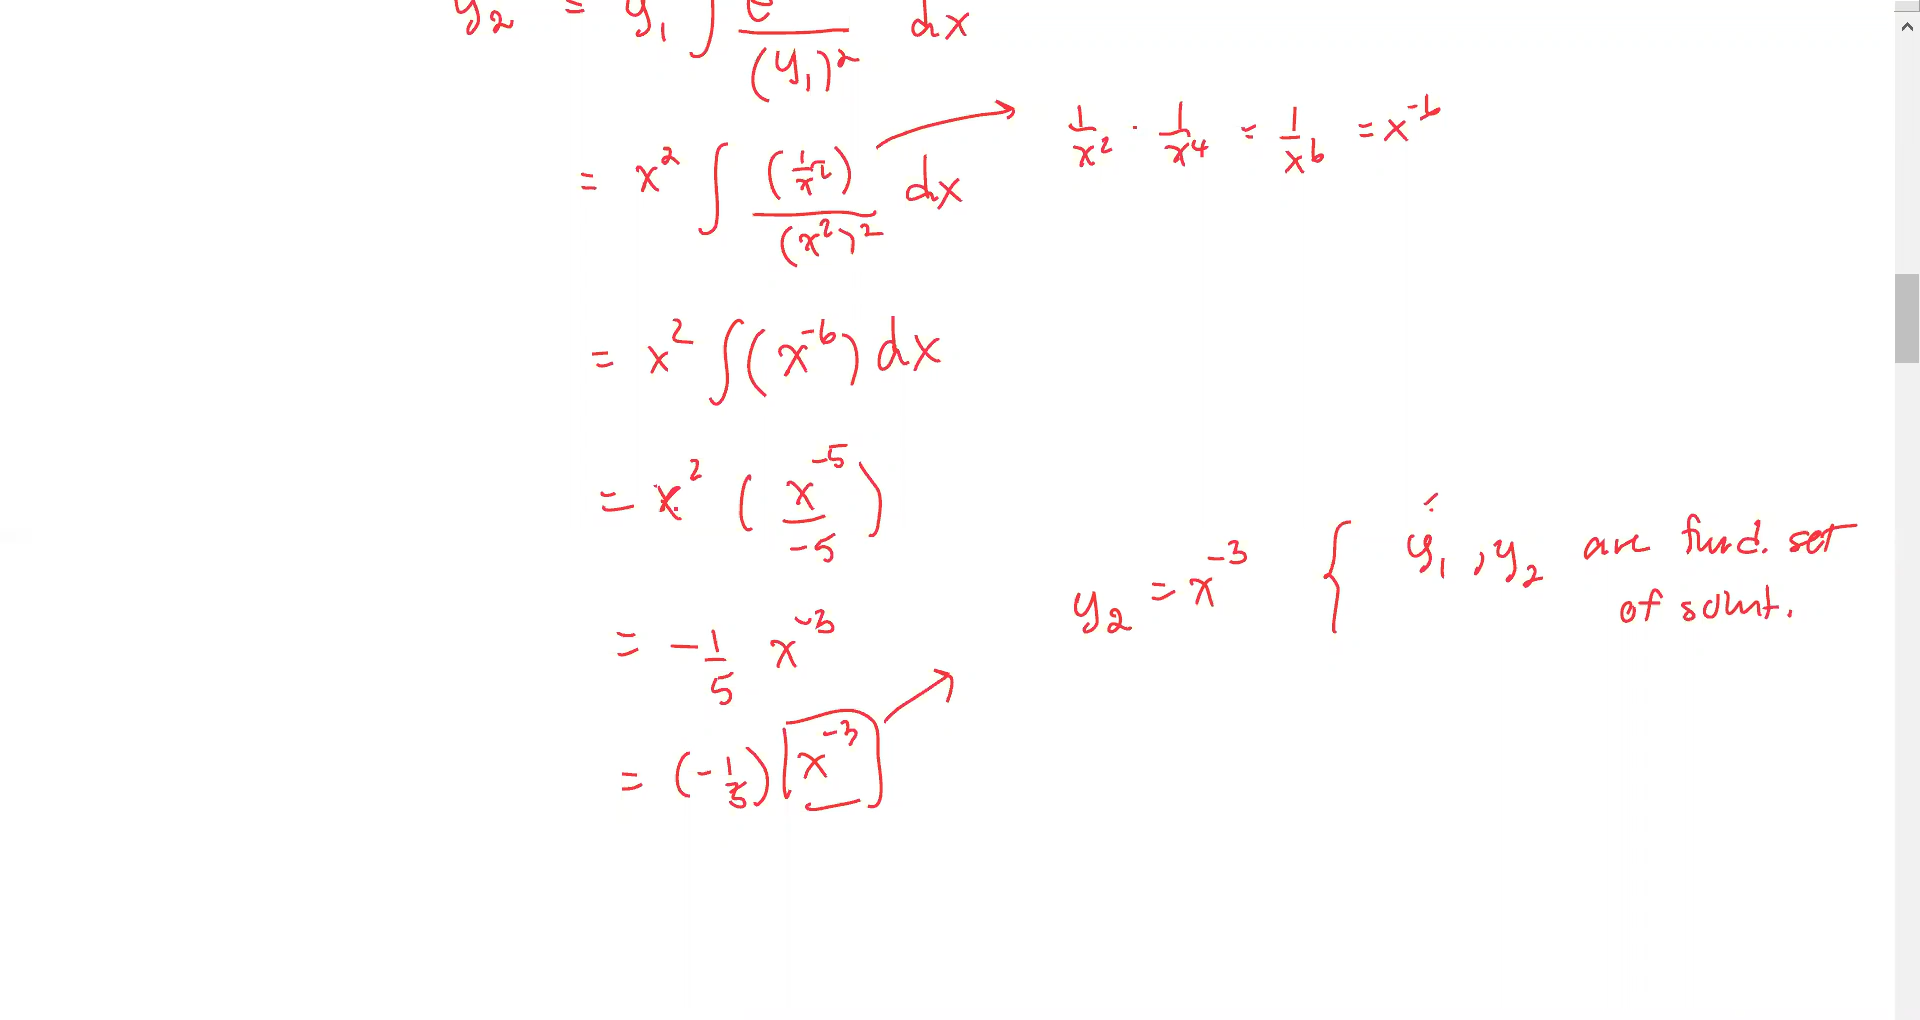 y₂ = y₁ ∫ e / (y₁)² dx
= x² ∫ (1/x²) / (x²)² dx → 1/x² · 1/x⁴ = 1/x⁶ = x⁻⁶
= x² ∫ (x⁻⁶) dx
= x² ( x⁻⁵ / -5 )
y₂ = x⁻³ { y₁ , y₂ are fund. set
of solnt.
= - 1/5 x⁻³
= (- 1/5) x⁻³ →